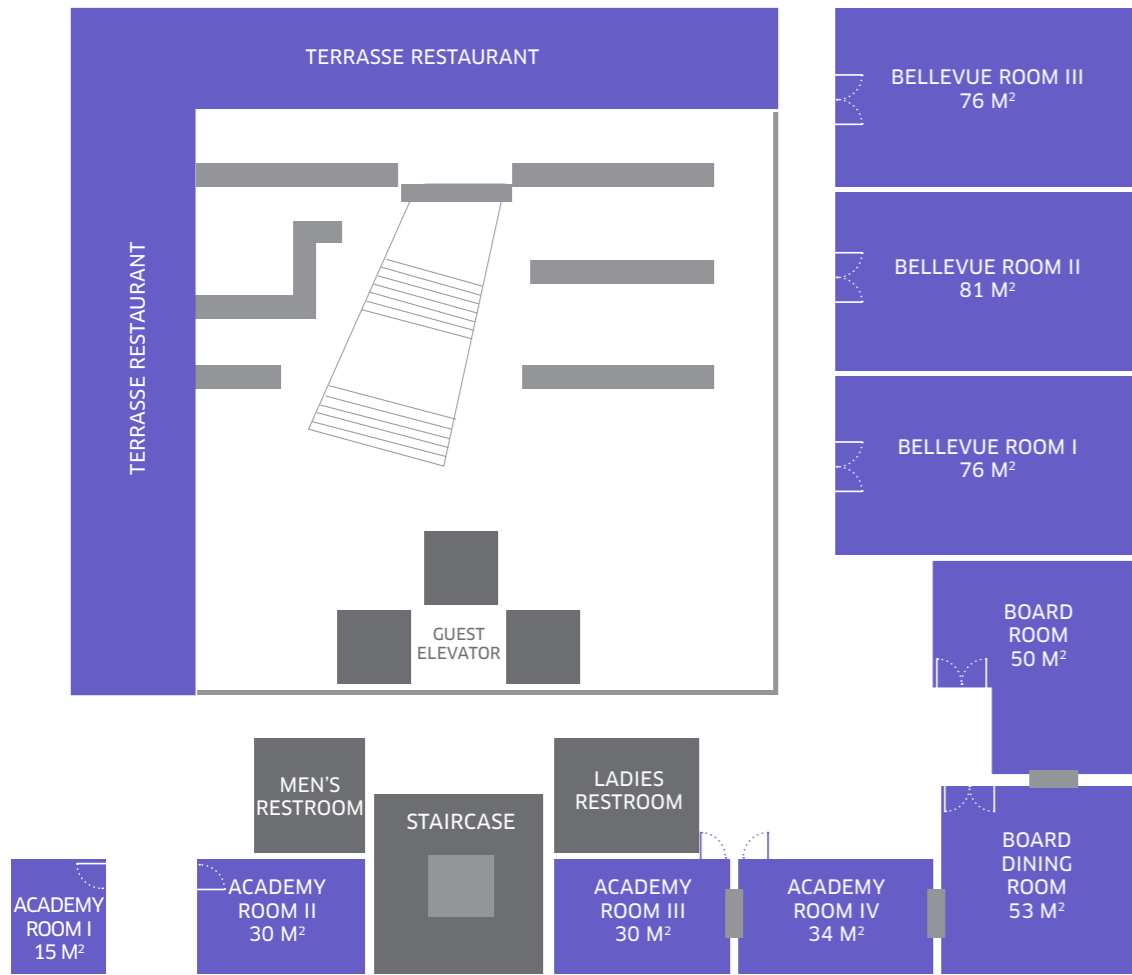 TERRASSE RESTAURANT
TERRASSE RESTAURANT
BELLEVUE ROOM III
76 M²
BELLEVUE ROOM II
81 M²
BELLEVUE ROOM I
76 M²
GUEST
ELEVATOR
BOARD
ROOM
50 M²
MEN'S
RESTROOM
STAIRCASE
LADIES
RESTROOM
ACADEMY
ROOM I
15 M²
ACADEMY
ROOM II
30 M²
ACADEMY
ROOM III
30 M²
ACADEMY
ROOM IV
34 M²
BOARD
DINING
ROOM
53 M²